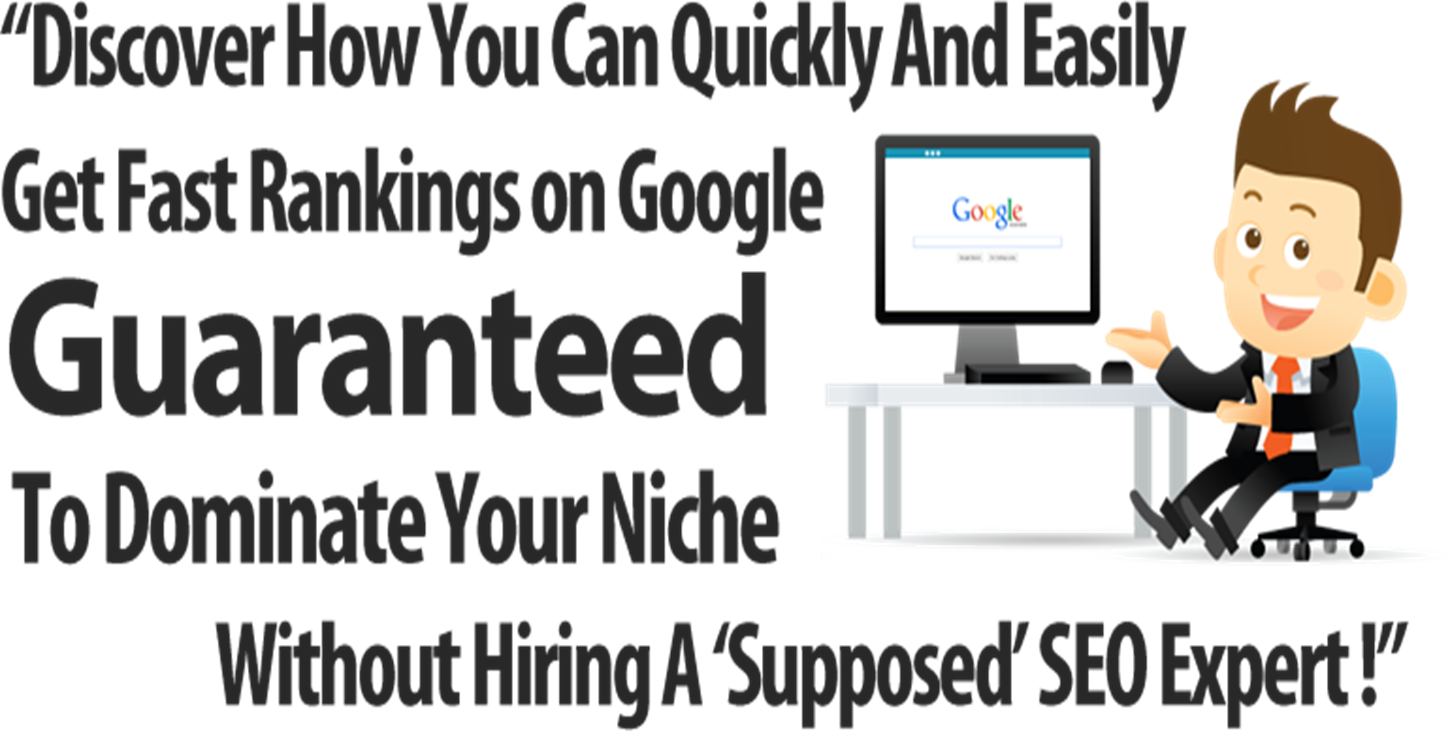 “Discover How You Can Quickly And Easily
Get Fast Rankings on Google
Guaranteed
To Dominate Your Niche
Without Hiring A ‘Supposed’ SEO Expert !”
Google